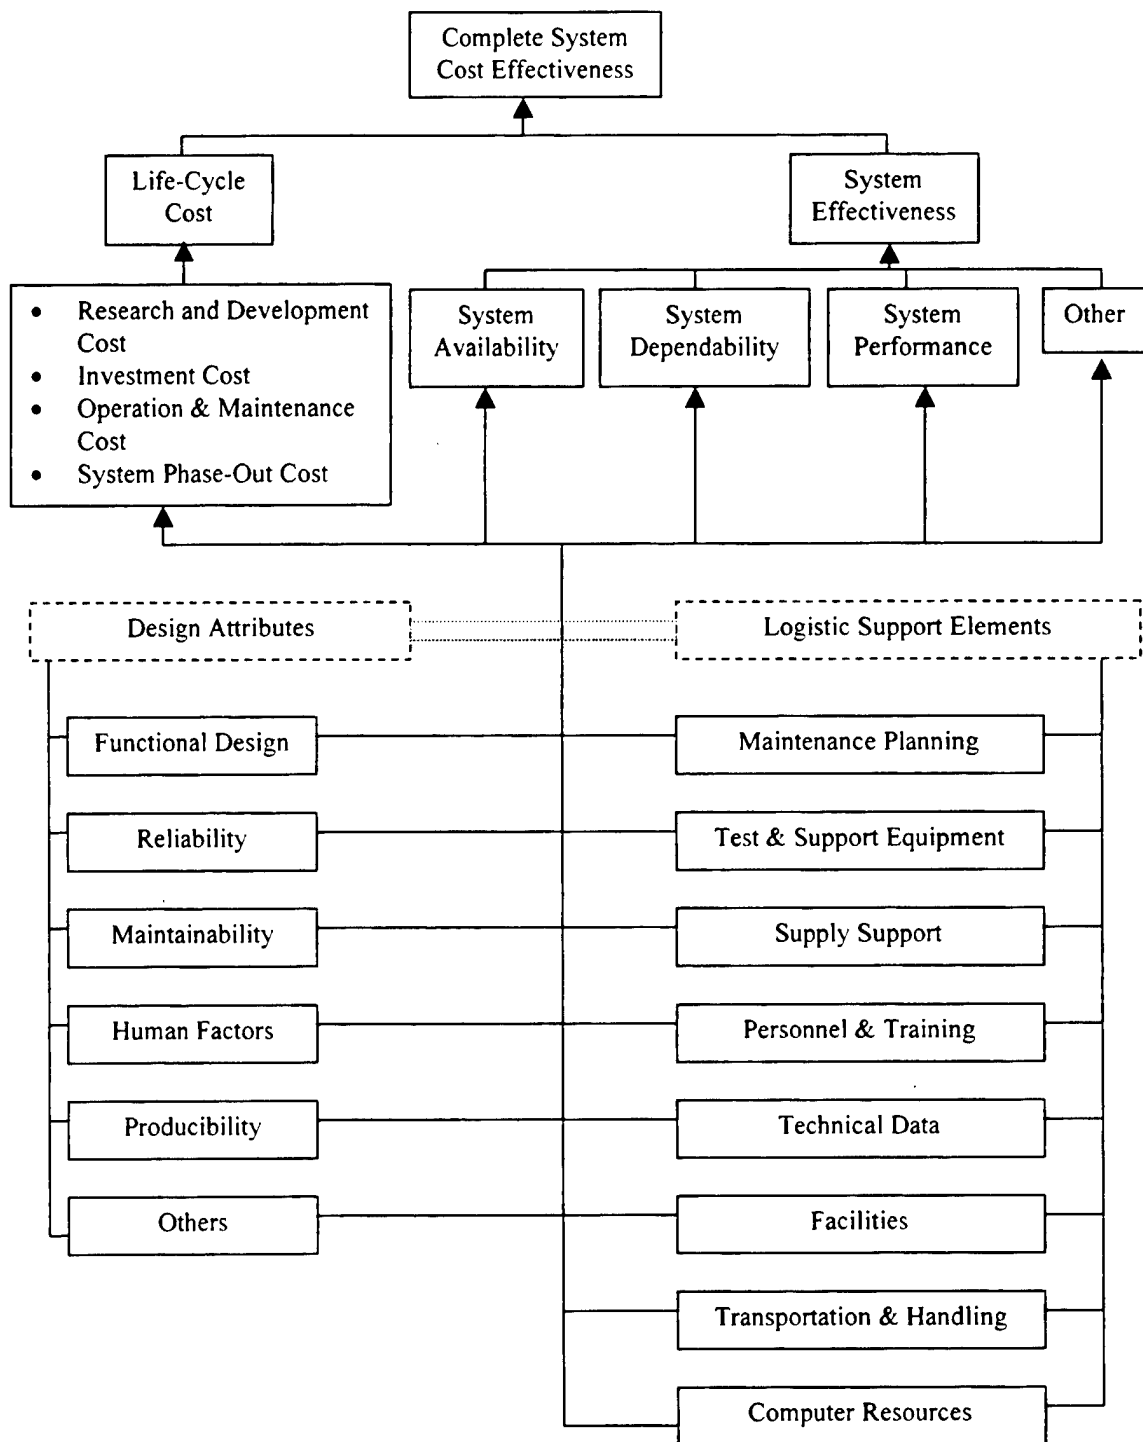 Complete System
Cost Effectiveness
Life-Cycle
Cost
System
Effectiveness
• Research and Development
Cost
• Investment Cost
• Operation & Maintenance
Cost
• System Phase-Out Cost
System
Availability
System
Dependability
System
Performance
Other
Design Attributes
Logistic Support Elements
Functional Design
Maintenance Planning
Reliability
Test & Support Equipment
Maintainability
Supply Support
Human Factors
Personnel & Training
Producibility
Technical Data
Others
Facilities
Transportation & Handling
Computer Resources